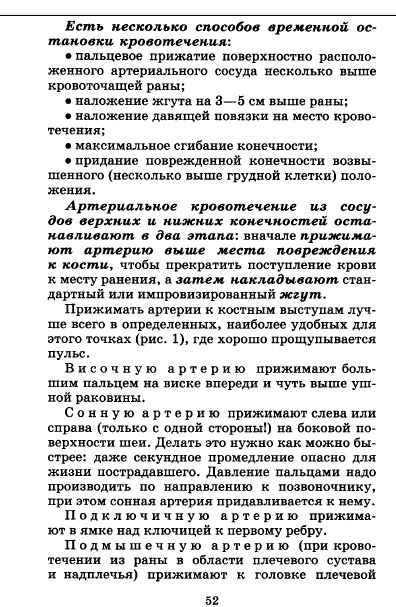 Есть несколько способов временной ос-
тановки кровотечения:
• пальцевое прижатие поверхностно располо-
женного артериального сосуда несколько выше
кровоточащей раны;
• наложение жгута на 3—5 см выше раны;
• наложение давящей повязки на место крово-
течения;
• максимальное сгибание конечности;
• придание поврежденной конечности возвы-
шенного (несколько выше грудной клетки) поло-
жения.
Артериальное кровотечение из сосу-
дов верхних и нижних конечностей оста-
навливают в два этапа: вначале прижима-
ют артерию выше места повреждения
к кости, чтобы прекратить поступление крови
к месту ранения, а затем накладывают стан-
дартный или импровизированный жгут.
Прижимать артерии к костным выступам луч-
ше всего в определенных, наиболее удобных для
этого точках (рис. 1), где хорошо прощупывается
пульс.
Височную артерию прижимают боль-
шим пальцем на виске впереди и чуть выше уш-
ной раковины.
Сонную артерию прижимают слева или
справа (только с одной стороны!) на боковой по-
верхности шеи. Делать это нужно как можно бы-
стрее: даже секундное промедление опасно для
жизни пострадавшего. Давление пальцами надо
производить по направлению к позвоночнику,
при этом сонная артерия придавливается к нему.
Подключичную артерию прижима-
ют в ямке над ключицей к первому ребру.
Подмышечную артерию (при крово-
течении из раны в области плечевого сустава
и надплечья) прижимают к головке плечевой
52